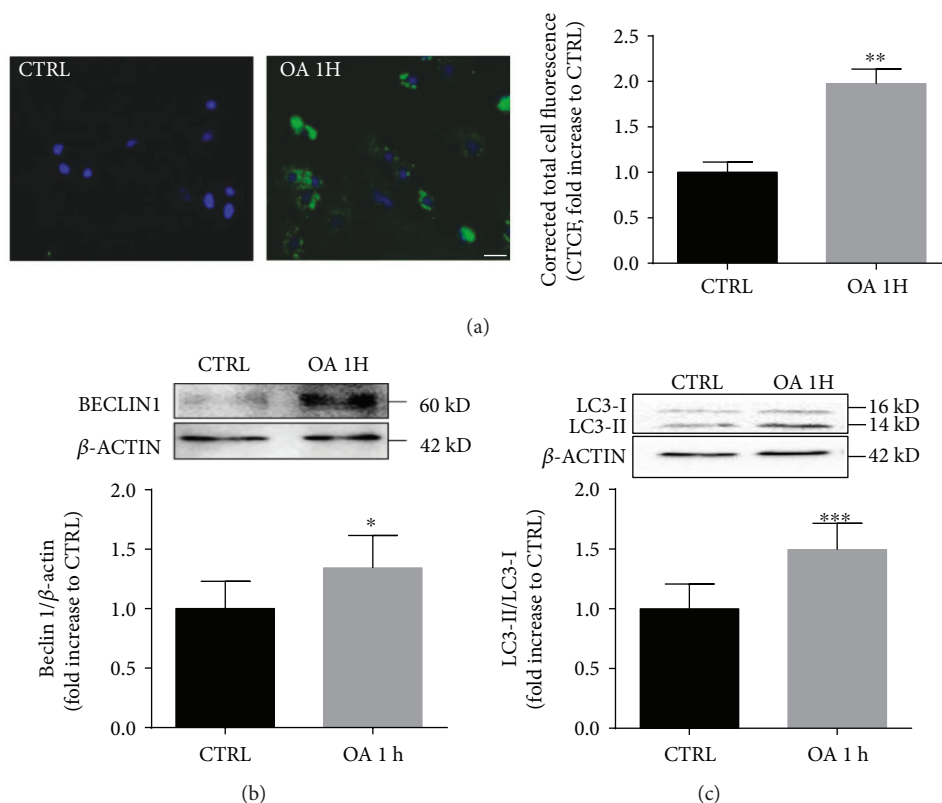 CTRL
OA 1H
Corrected total cell fluorescence
(CTCF, fold increase to CTRL)
2.5
2.0
1.5
1.0
0.5
0.0
**
CTRL
OA 1H
(a)
CTRL
OA 1H
BECLIN1
60 kD
β-ACTIN
42 kD
Beclin 1/β-actin
(fold increase to CTRL)
2.0
1.5
1.0
0.5
0.0
*
CTRL
OA 1 h
(b)
CTRL
OA 1H
LC3-I
16 kD
LC3-II
14 kD
β-ACTIN
42 kD
LC3-II/LC3-I
(fold increase to CTRL)
2.0
1.5
1.0
0.5
0.0
***
CTRL
OA 1 h
(c)